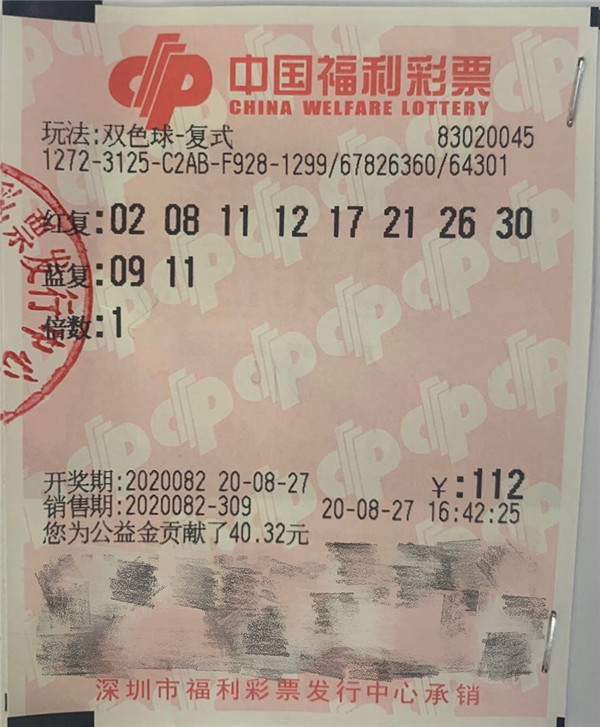 中国福利彩票
CHINA WELFARE LOTTERY
玩法:双色球-复式 83020045
1272-3125-C2AB-F928-1299/67826360/64301
红复:02 08 11 12 17 21 26 30
蓝复:09 11
倍数:1
开奖期:2020082 20-08-27 ¥:112
销售期:2020082-309 20-08-27 16:42:25
您为公益金贡献了40.32元
深圳市福利彩票发行中心承销
发行中心